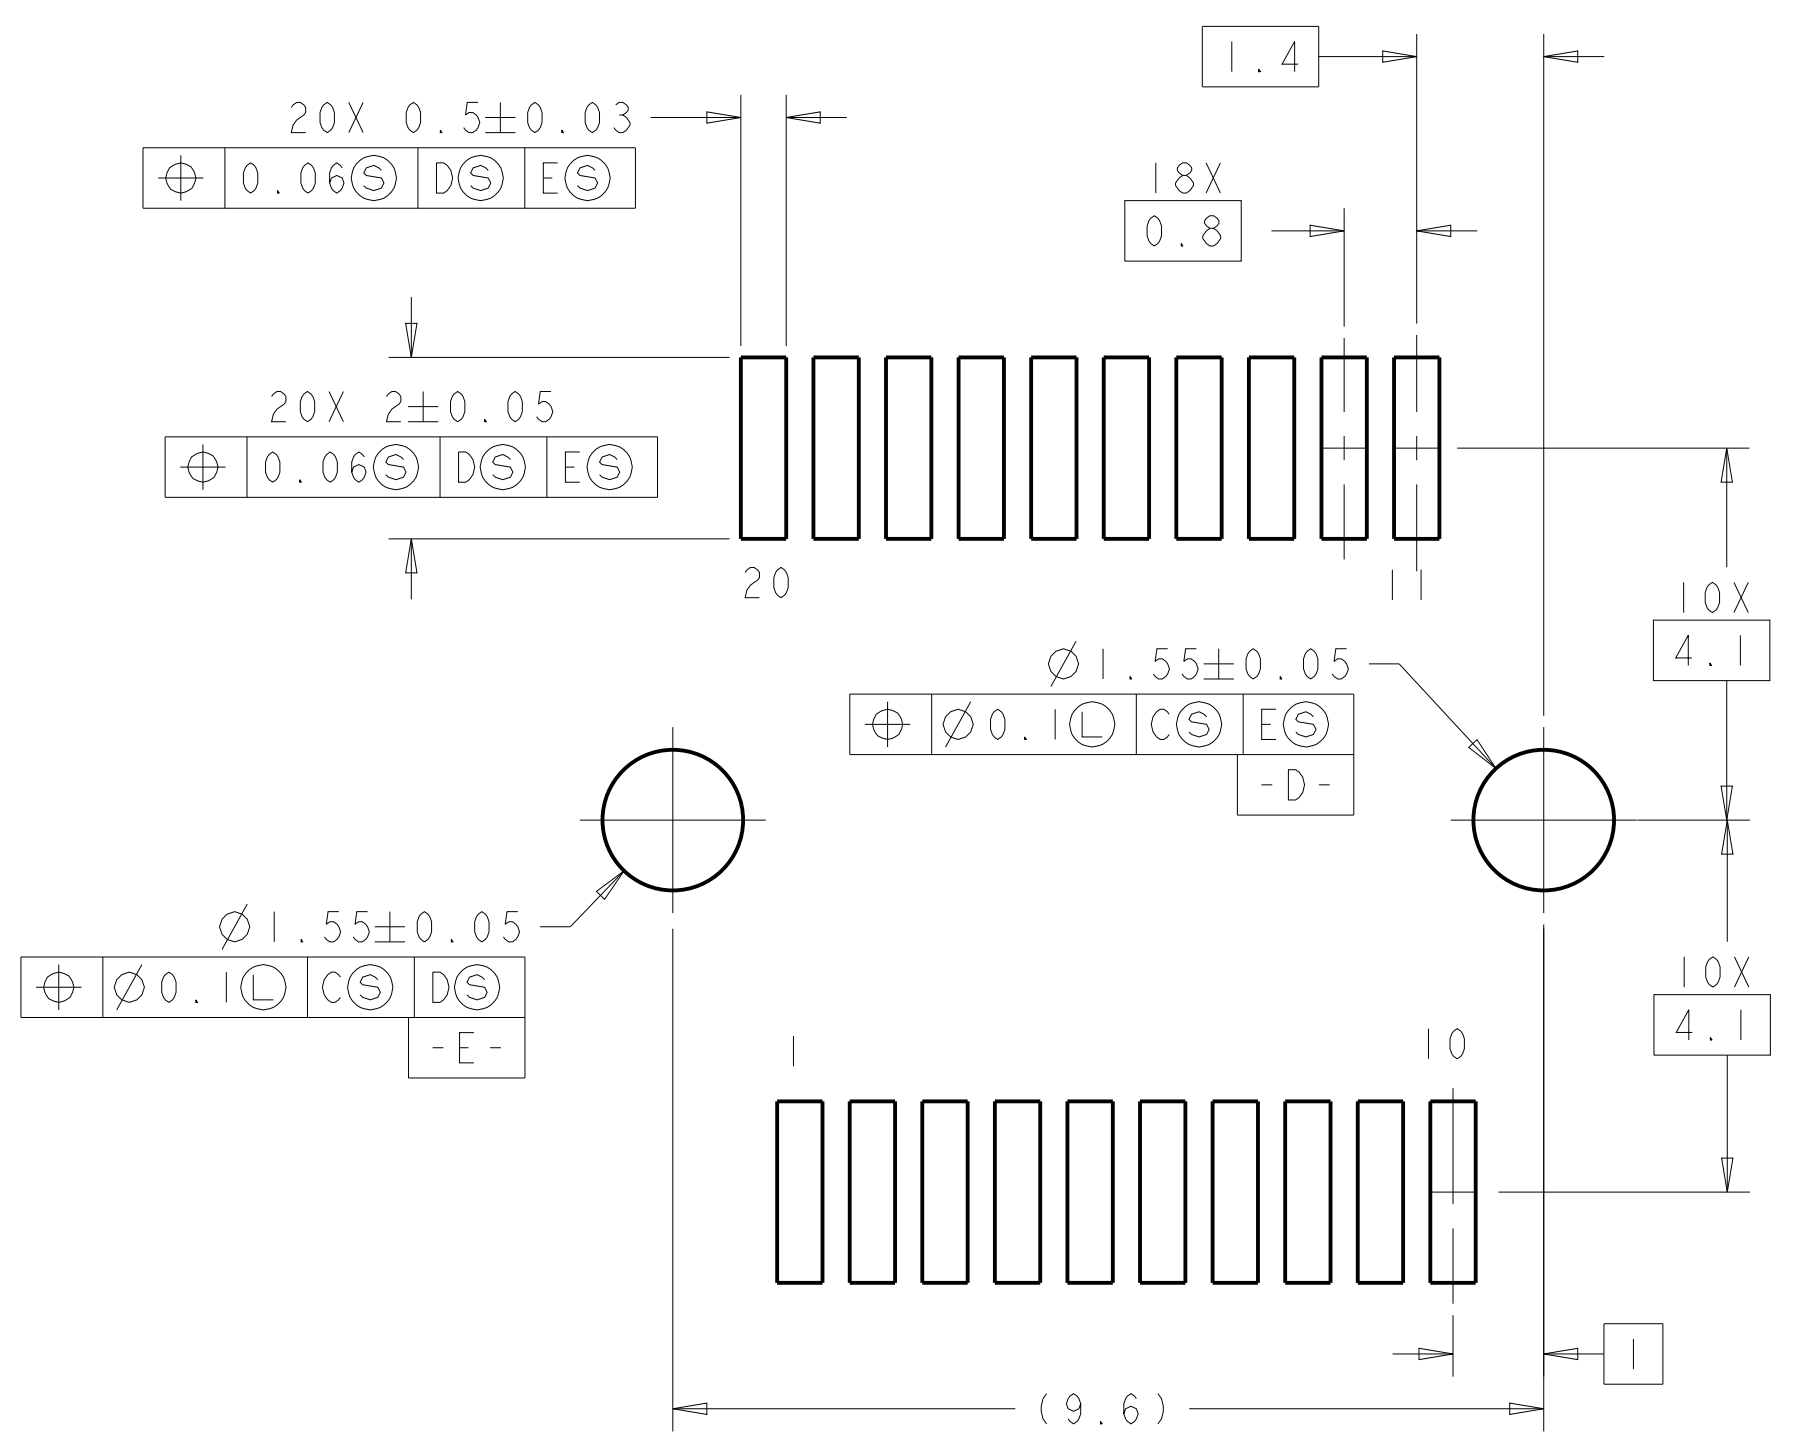 1.4
20X 0.5±0.03
⌖ 0.06Ⓢ DⓈ EⓈ
18X
0.8
20X 2±0.05
⌖ 0.06Ⓢ DⓈ EⓈ
20
11
10X
4.1
Ø1.55±0.05
⌖ Ø0.1Ⓛ CⓈ EⓈ
-D-
Ø1.55±0.05
⌖ Ø0.1Ⓛ CⓈ DⓈ
-E-
10X
4.1
1
10
1
(9.6)